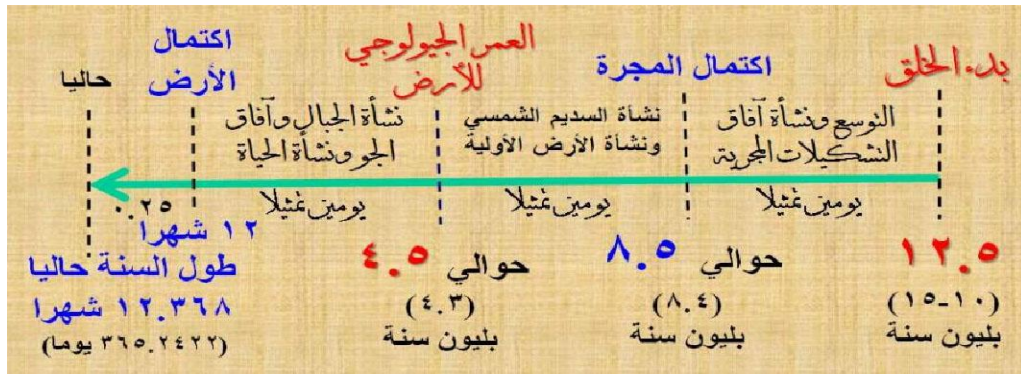 بدء الخلق
اكتمال المجرة
العمر الجيولوجي
للأرض
اكتمال
الأرض
حاليا
التوسع ونشأة آفاق
التشكيلات المجرية
نشأة السديم الشمسي
ونشأة الأرض الأولية
نشأة الجبال وآفاق
الجو ونشأة الحياة
يومين تمثيلا
يومين تمثيلا
يومين تمثيلا
٠.٢٥
١٢.٥
(١٠-١٥)
بليون سنة
حوالي ٨.٥
(٨.٤)
بليون سنة
حوالي ٤.٥
(٤.٣)
بليون سنة
١٢ شهرا
طول السنة حاليا
١٢.٣٦٨ شهرا
(٣٦٥.٢٤٢٢ يوما)